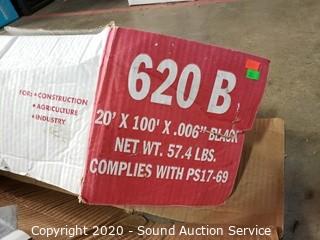 620 B
FOR: • CONSTRUCTION
• AGRICULTURE
• INDUSTRY
20' X 100' X .006" BLACK
NET WT. 57.4 LBS.
COMPLIES WITH PS17-69
Copyright 2020 - Sound Auction Service